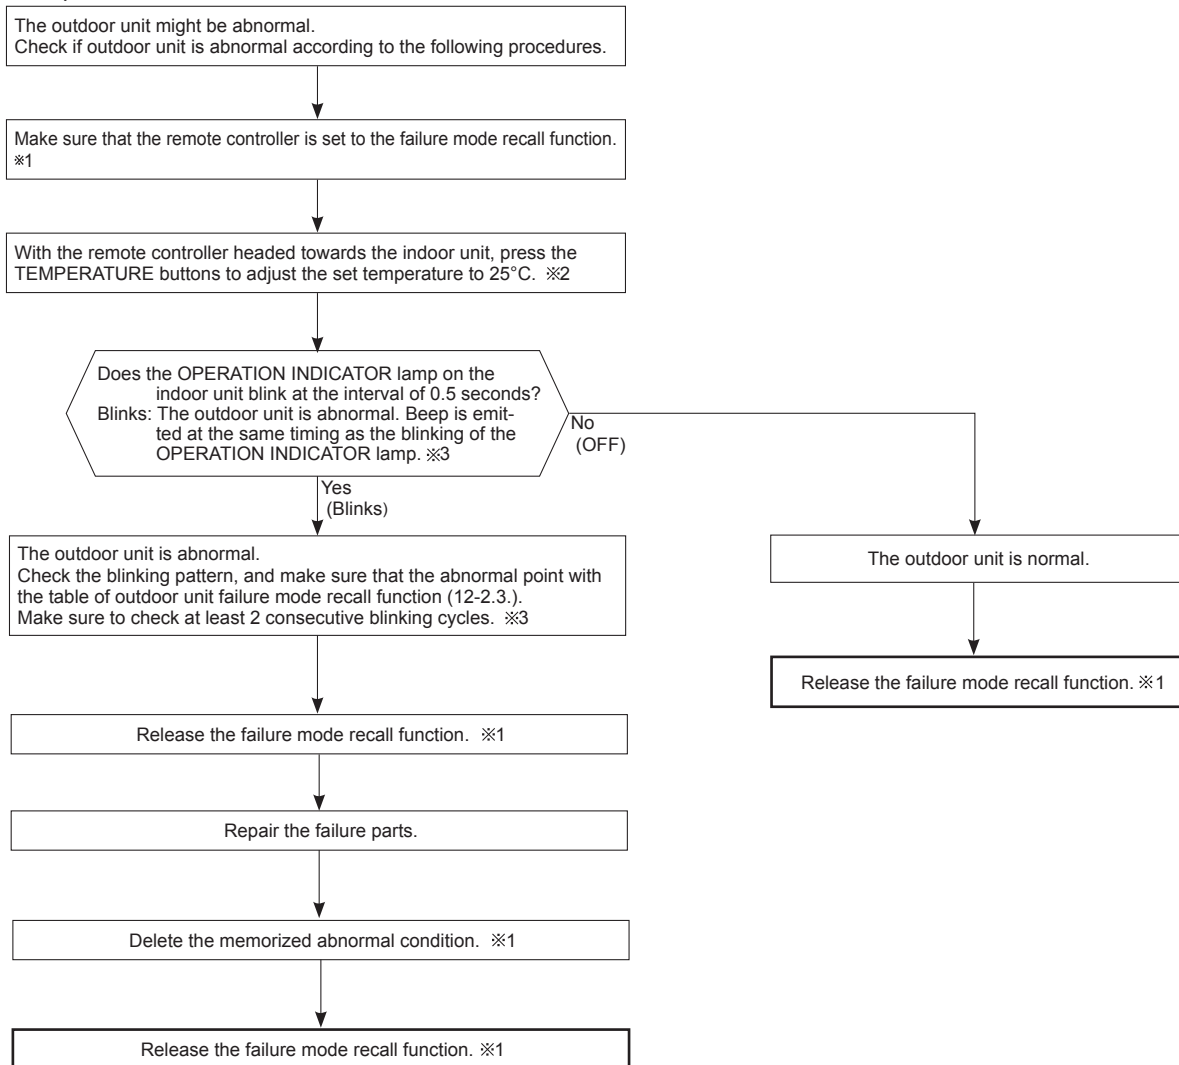 The outdoor unit might be abnormal.
Check if outdoor unit is abnormal according to the following procedures.
Make sure that the remote controller is set to the failure mode recall function.
※1
With the remote controller headed towards the indoor unit, press the
TEMPERATURE buttons to adjust the set temperature to 25°C. ※2
Does the OPERATION INDICATOR lamp on the
indoor unit blink at the interval of 0.5 seconds?
Blinks: The outdoor unit is abnormal. Beep is emit-
ted at the same timing as the blinking of the
OPERATION INDICATOR lamp. ※3
No
(OFF)
Yes
(Blinks)
The outdoor unit is abnormal.
Check the blinking pattern, and make sure that the abnormal point with
the table of outdoor unit failure mode recall function (12-2.3.).
Make sure to check at least 2 consecutive blinking cycles. ※3
The outdoor unit is normal.
Release the failure mode recall function. ※1
Release the failure mode recall function. ※1
Repair the failure parts.
Delete the memorized abnormal condition. ※1
Release the failure mode recall function. ※1